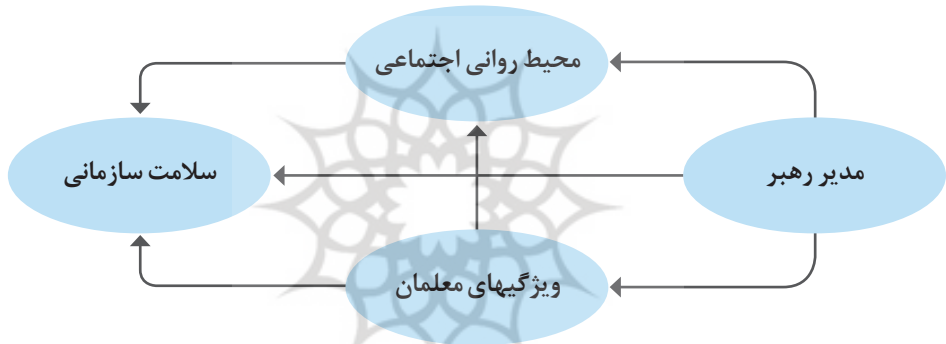 محیط روانی اجتماعی
مدیر رهبر
سلامت سازمانی
ویژگیهای معلمان